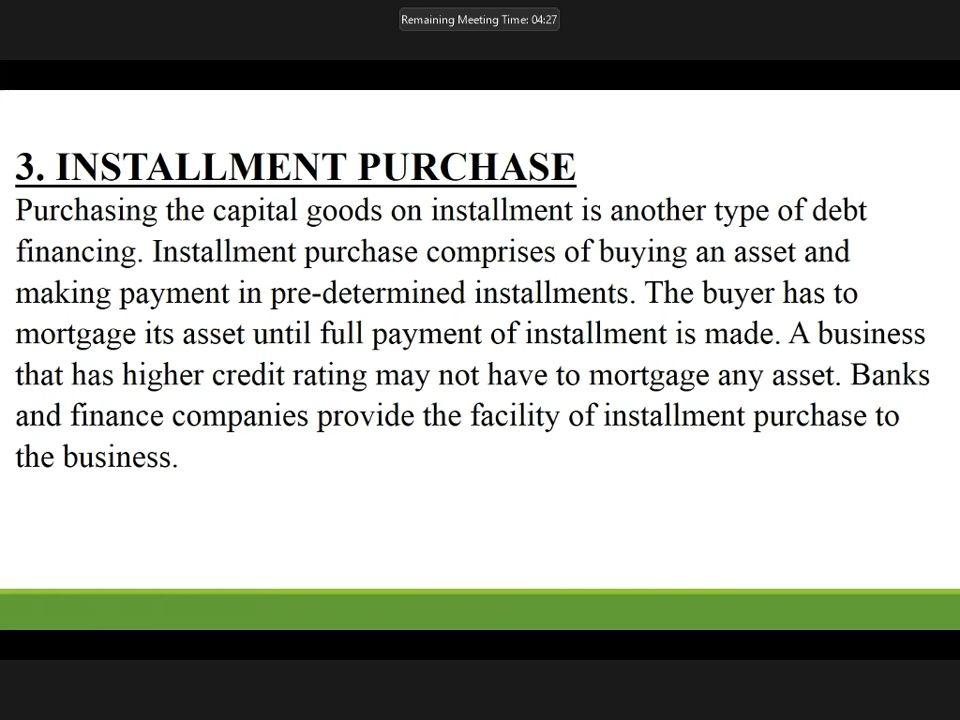 Remaining Meeting Time: 04:27
3. INSTALLMENT PURCHASE
Purchasing the capital goods on installment is another type of debt
financing. Installment purchase comprises of buying an asset and
making payment in pre-determined installments. The buyer has to
mortgage its asset until full payment of installment is made. A business
that has higher credit rating may not have to mortgage any asset. Banks
and finance companies provide the facility of installment purchase to
the business.